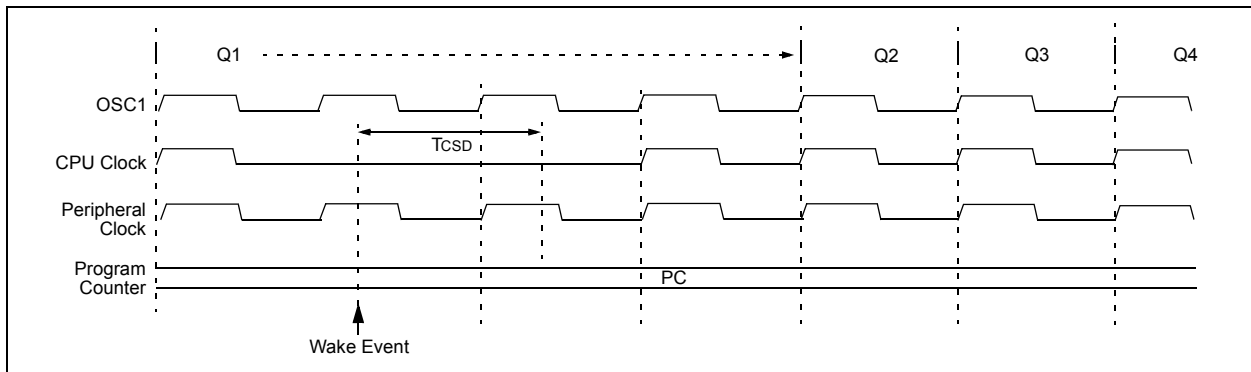 Q1 Q2 Q3 Q4
OSC1
TCSD
CPU Clock
Peripheral
Clock
Program
Counter
PC
Wake Event